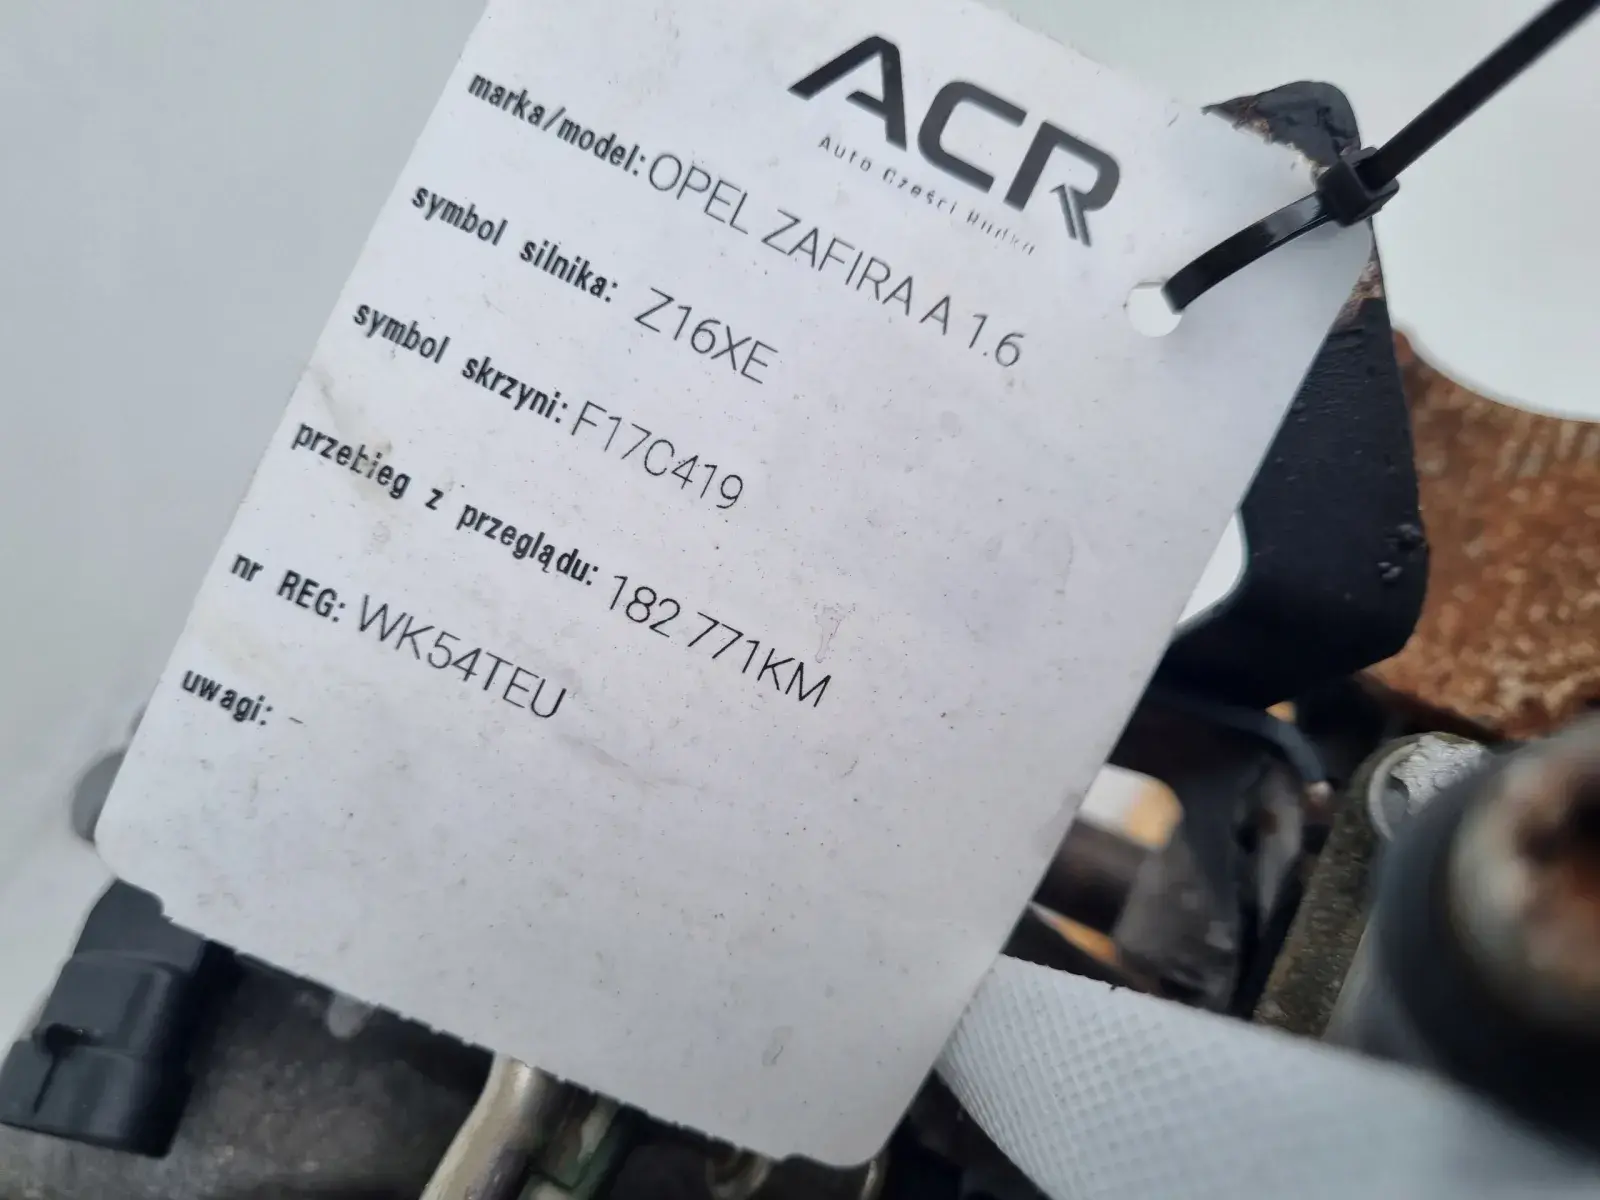 ACR
Auto Części Rudka
marka/model: OPEL ZAFIRA A 1.6
symbol silnika: Z16XE
symbol skrzyni: F17C419
przebieg z przeglądu: 182 771KM
nr REG: WK54TEU
uwagi: -